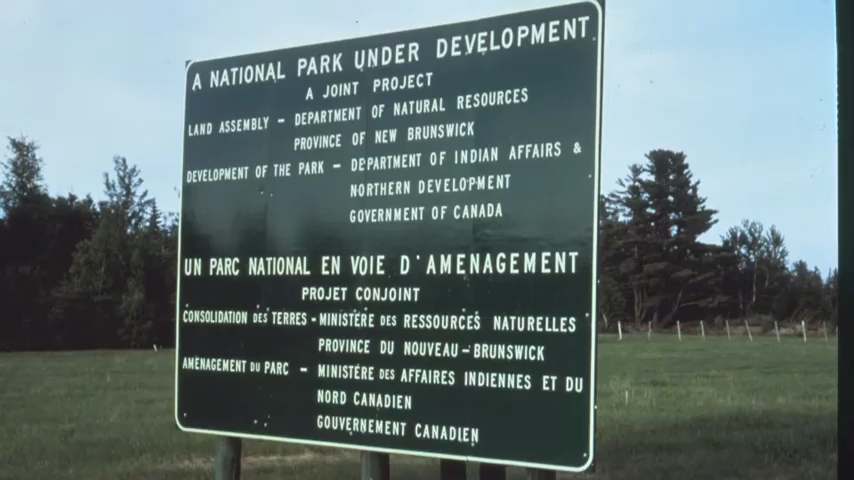 A NATIONAL PARK UNDER DEVELOPMENT
A JOINT PROJECT
LAND ASSEMBLY - DEPARTMENT OF NATURAL RESOURCES
PROVINCE OF NEW BRUNSWICK
DEVELOPMENT OF THE PARK - DEPARTMENT OF INDIAN AFFAIRS &
NORTHERN DEVELOPMENT
GOVERNMENT OF CANADA
UN PARC NATIONAL EN VOIE D'AMENAGEMENT
PROJET CONJOINT
CONSOLIDATION DES TERRES - MINISTÈRE DES RESSOURCES NATURELLES
PROVINCE DU NOUVEAU-BRUNSWICK
AMÉNAGEMENT DU PARC - MINISTÈRE DES AFFAIRES INDIENNES ET DU
NORD CANADIEN
GOUVERNEMENT CANADIEN